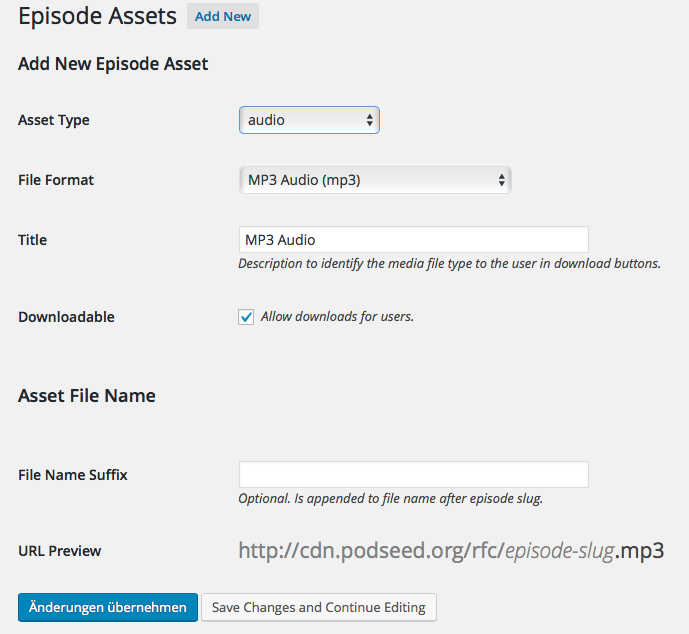 Episode Assets Add New
Add New Episode Asset
Asset Type audio
File Format MP3 Audio (mp3)
Title MP3 Audio
Description to identify the media file type to the user in download buttons.
Downloadable Allow downloads for users.
Asset File Name
File Name Suffix
Optional. Is appended to file name after episode slug.
URL Preview http://cdn.podseed.org/rfc/episode-slug.mp3
Änderungen übernehmen Save Changes and Continue Editing